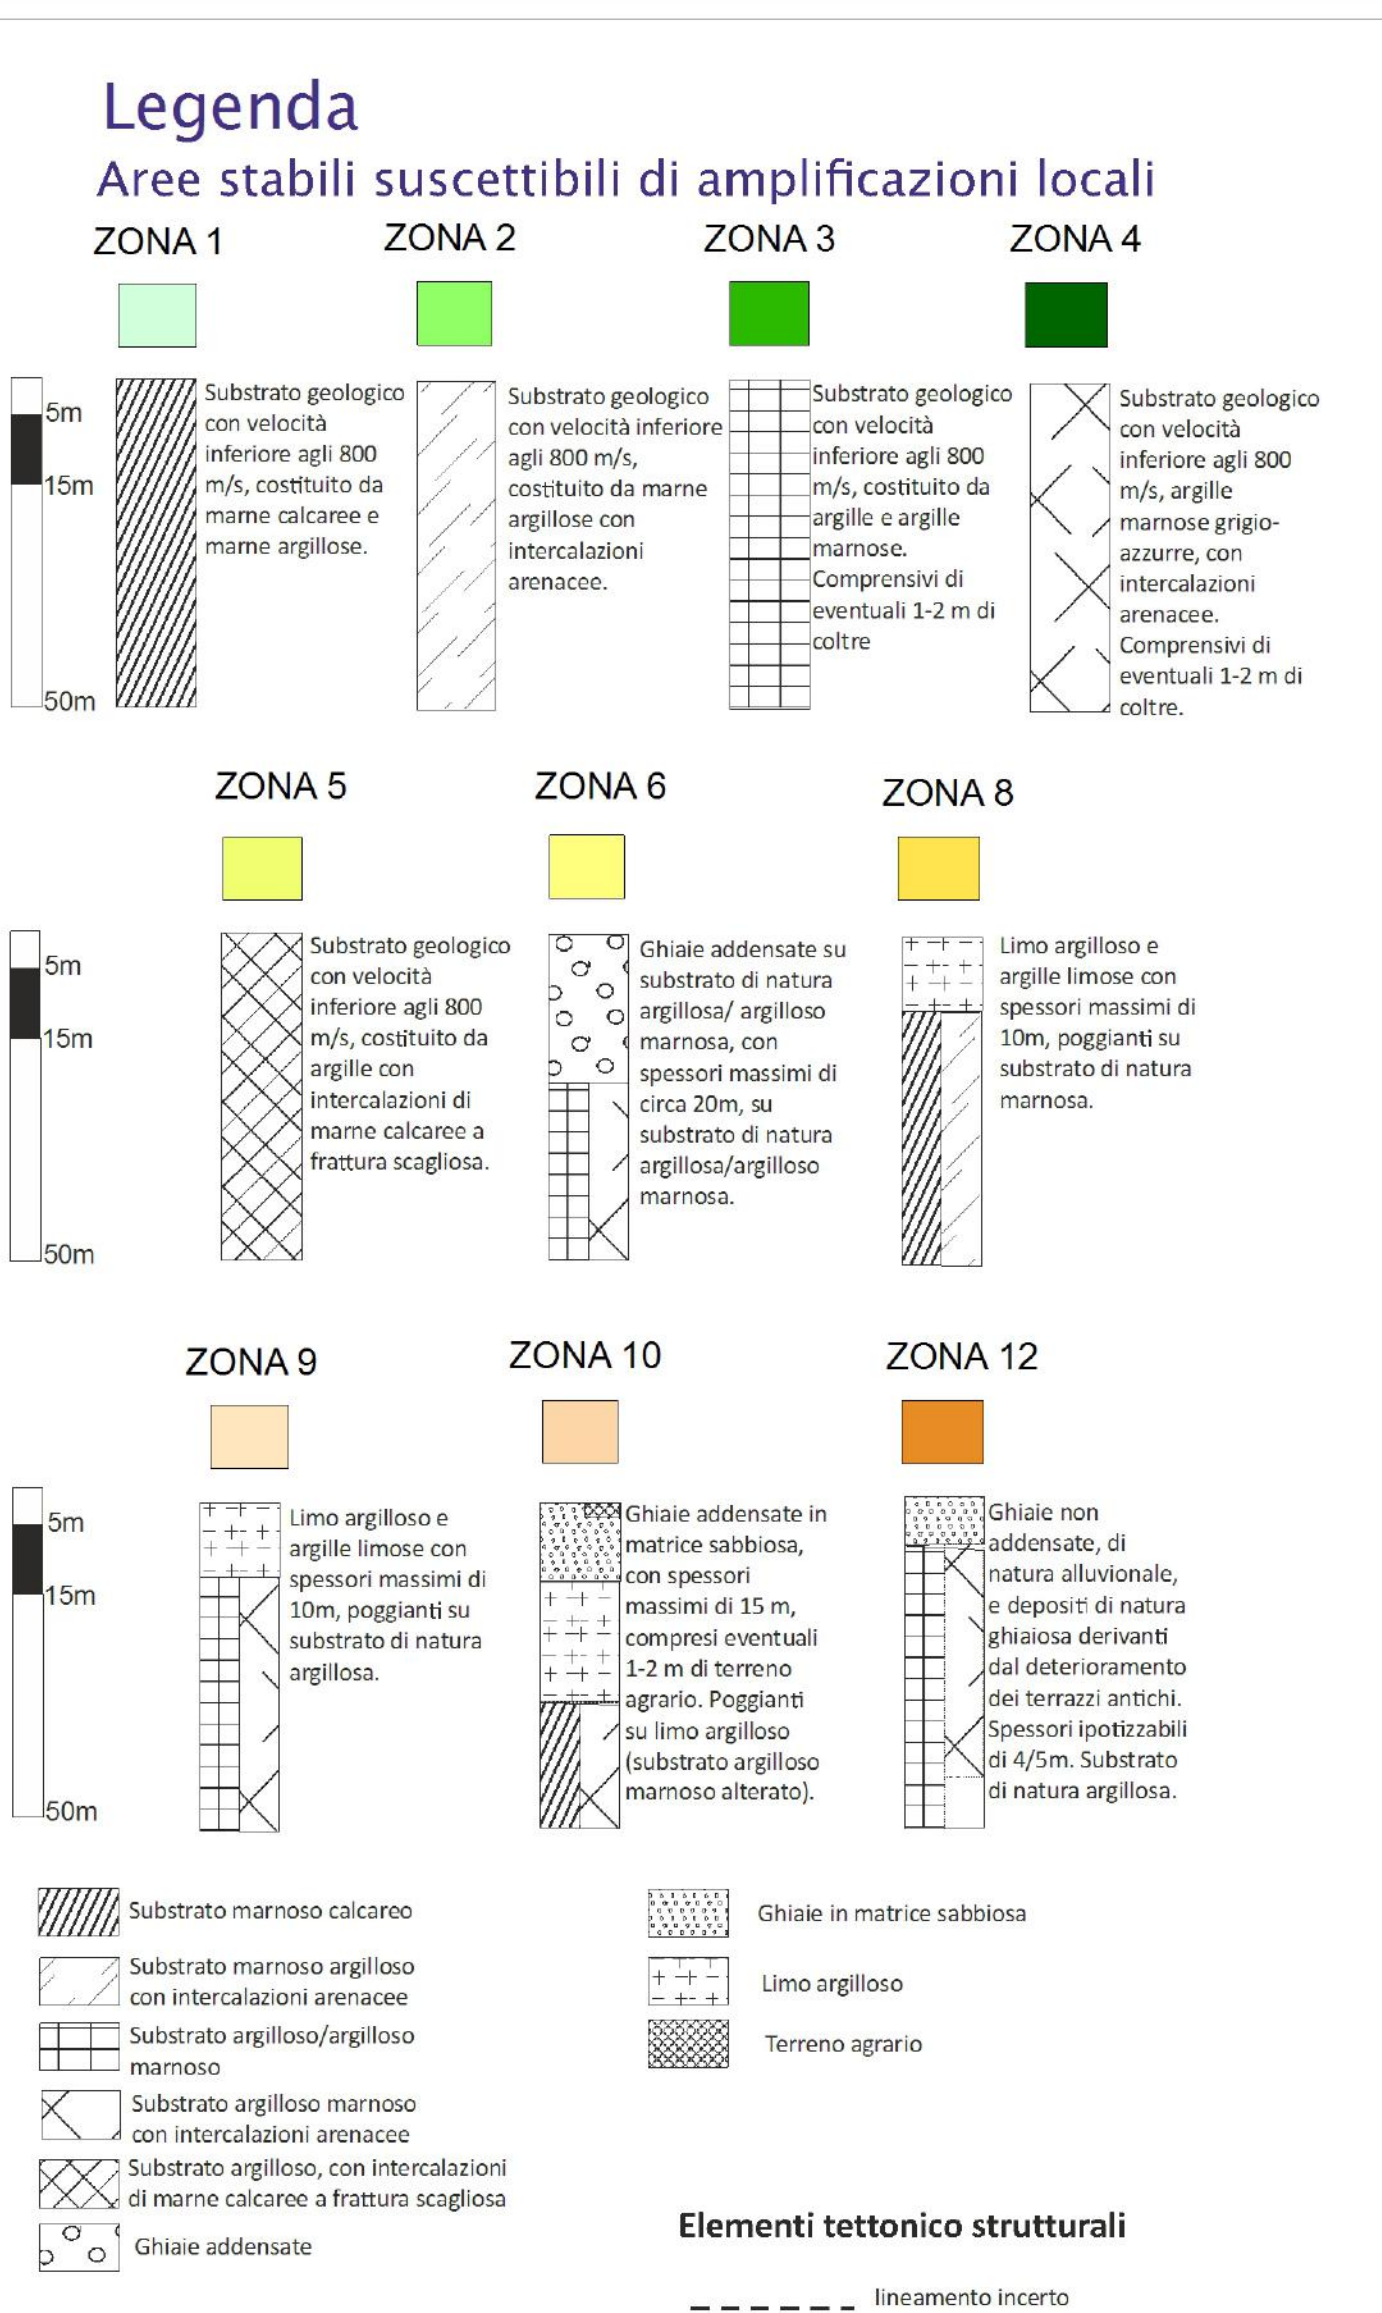 Legenda
Aree stabili suscettibili di amplificazioni locali
ZONA 1
5m
15m
50m
Substrato geologico
con velocità
inferiore agli 800
m/s, costituito da
marne calcaree e
marne argillose.
ZONA 2
Substrato geologico
con velocità inferiore
agli 800 m/s,
costituito da marne
argillose con
intercalazioni
arenacee.
ZONA 3
Substrato geologico
con velocità
inferiore agli 800
m/s, costituito da
argille e argille
marnose.
Comprensivi di
eventuali 1-2 m di
coltre
ZONA 4
Substrato geologico
con velocità
inferiore agli 800
m/s, argille
marnose grigio-
azzurre, con
intercalazioni
arenacee.
Comprensivi di
eventuali 1-2 m di
coltre.
ZONA 5
5m
15m
50m
Substrato geologico
con velocità
inferiore agli 800
m/s, costituito da
argille con
intercalazioni di
marne calcaree a
frattura scagliosa.
ZONA 6
Ghiaie addensate su
substrato di natura
argillosa/ argilloso
marnosa, con
spessori massimi di
circa 20m, su
substrato di natura
argillosa/argilloso
marnosa.
ZONA 8
Limo argilloso e
argille limose con
spessori massimi di
10m, poggianti su
substrato di natura
marnosa.
ZONA 9
5m
15m
50m
Limo argilloso e
argille limose con
spessori massimi di
10m, poggianti su
substrato di natura
argillosa.
ZONA 10
Ghiaie addensate in
matrice sabbiosa,
con spessori
massimi di 15 m,
compresi eventuali
1-2 m di terreno
agrario. Poggianti
su limo argilloso
(substrato argilloso
marnoso alterato).
ZONA 12
Ghiaie non
addensate, di
natura alluvionale,
e depositi di natura
ghiaiosa derivanti
dal deterioramento
dei terrazzi antichi.
Spessori ipotizzabili
di 4/5m. Substrato
di natura argillosa.
Substrato marnoso calcareo
Substrato marnoso argilloso
con intercalazioni arenacee
Substrato argilloso/argilloso
marnoso
Substrato argilloso marnoso
con intercalazioni arenacee
Substrato argilloso, con intercalazioni
di marne calcaree a frattura scagliosa
Ghiaie addensate
Ghiaie in matrice sabbiosa
Limo argilloso
Terreno agrario
Elementi tettonico strutturali
lineamento incerto